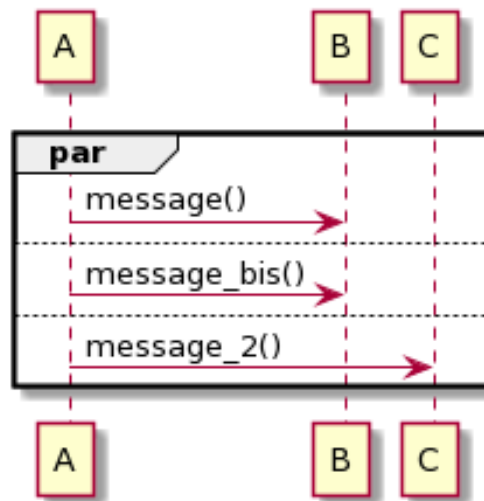 A B C
par
message()
message_bis()
message_2()
A B C